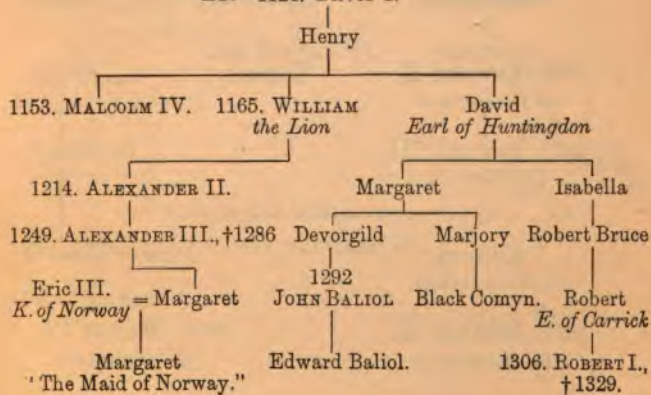 Henry
1153. MALCOLM IV. 1165. WILLIAM David
the Lion Earl of Huntingdon
1214. ALEXANDER II. Margaret Isabella
1249. ALEXANDER III., †1286 Devorgild Marjory Robert Bruce
Eric III. 1292
K. of Norway = Margaret JOHN BALIOL Black Comyn. Robert
E. of Carrick
Margaret Edward Baliol. 1306. ROBERT I.,
' The Maid of Norway." †1329.